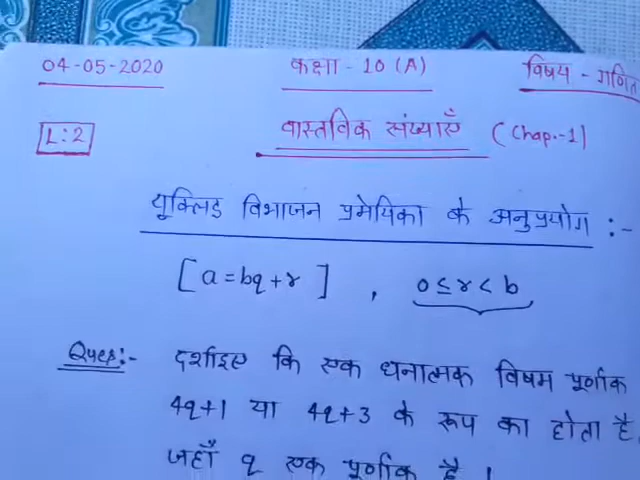 04-05-2020 कक्षा - 10 (A) विषय - गणित
L:2 वास्तविक संख्याएँ (Chap.-1)
यूक्लिड विभाजन प्रमेयिका के अनुप्रयोग :-
[a=bq+r] , 0≤r<b
Ques:- दर्शाइए कि एक धनात्मक विषम पूर्णांक
4q+1 या 4q+3 के रूप का होता है,
जहाँ q एक पूर्णांक है ।